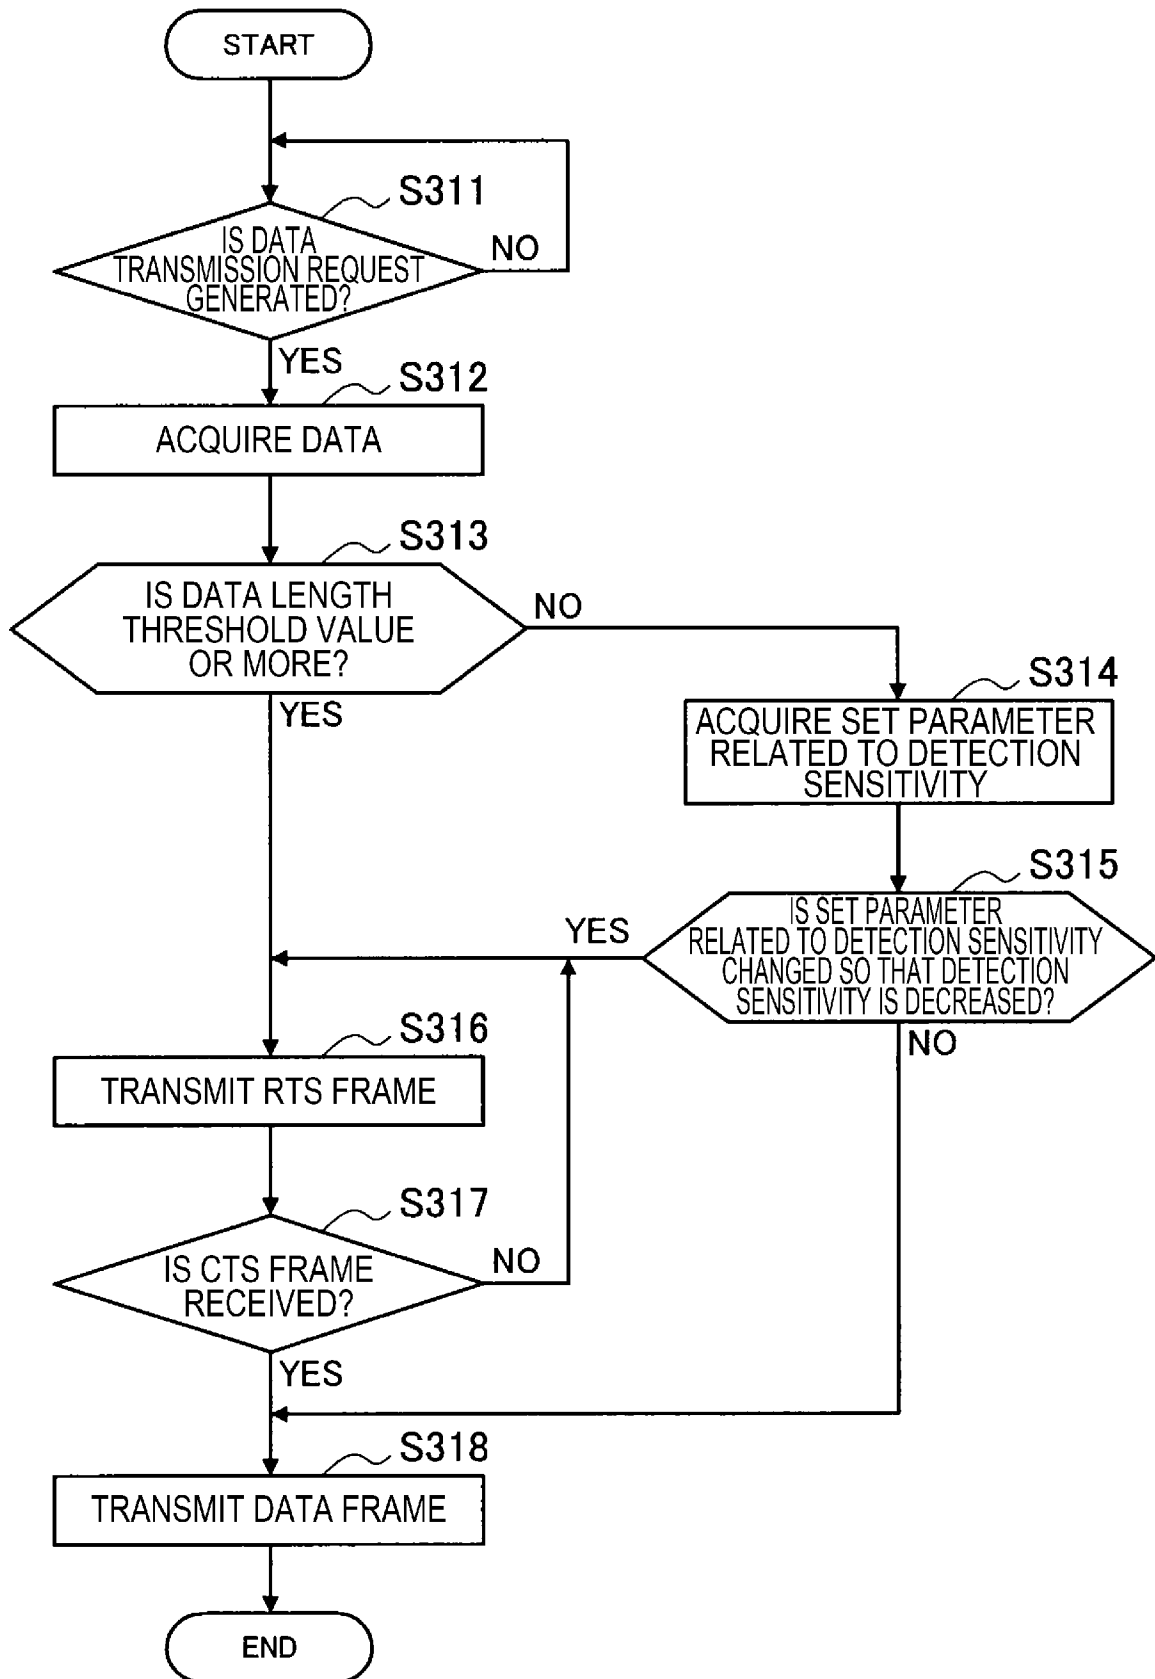 START
S311
IS DATA
TRANSMISSION REQUEST
GENERATED?
NO
YES
S312
ACQUIRE DATA
S313
IS DATA LENGTH
THRESHOLD VALUE
OR MORE?
NO
YES
S314
ACQUIRE SET PARAMETER
RELATED TO DETECTION
SENSITIVITY
S315
IS SET PARAMETER
RELATED TO DETECTION SENSITIVITY
CHANGED SO THAT DETECTION
SENSITIVITY IS DECREASED?
YES
NO
S316
TRANSMIT RTS FRAME
S317
IS CTS FRAME
RECEIVED?
NO
YES
S318
TRANSMIT DATA FRAME
END